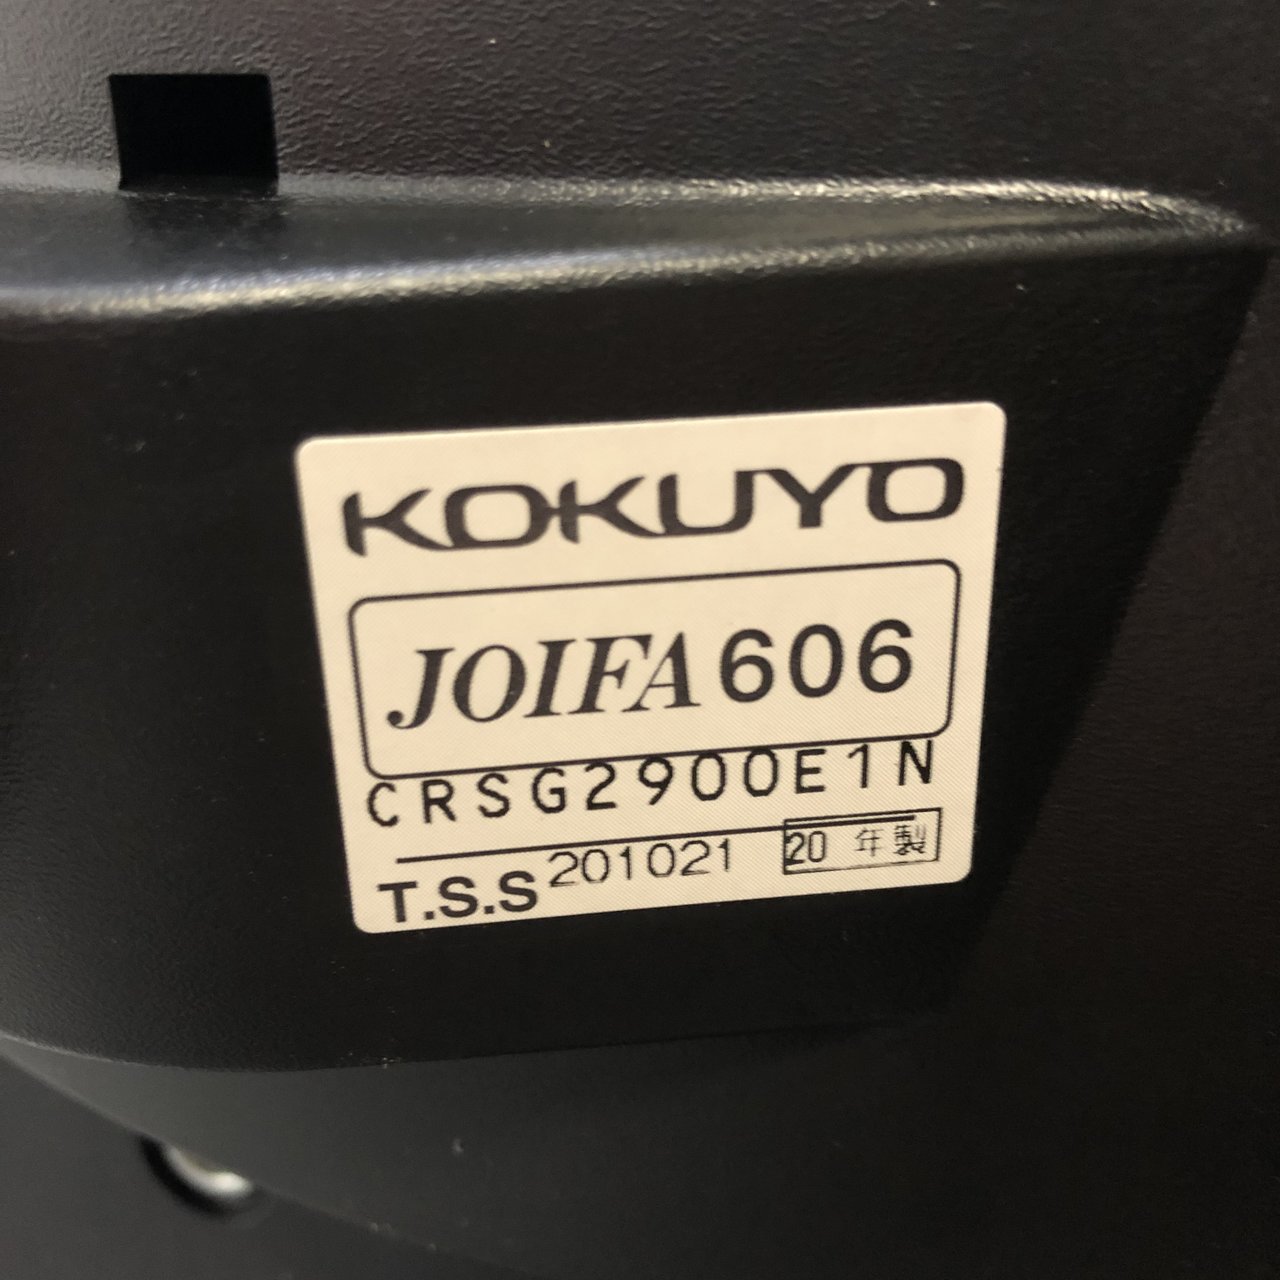 KOKUYO
JOIFA 606
CRSG2900E1N
T.S.S 201021 20 年製